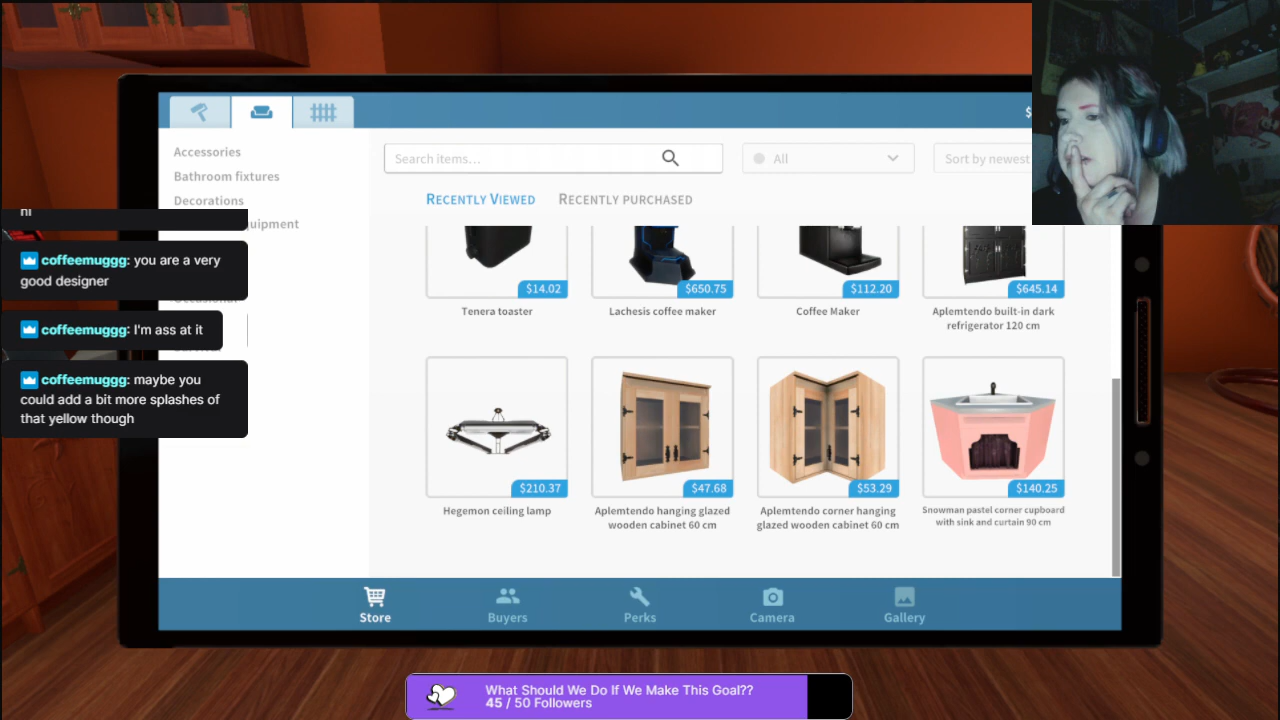 $
Accessories
Search items...
All
Sort by newest
Bathroom fixtures
Decorations
RECENTLY VIEWED
RECENTLY PURCHASED
hi
uipment
coffeemuggg: you are a very
good designer
Occasional
coffeemuggg: I'm ass at it
coffeemuggg: maybe you
could add a bit more splashes of
that yellow though
$14.02
$650.75
$112.20
$645.14
Tenera toaster
Lachesis coffee maker
Coffee Maker
Aplemtendo built-in dark
refrigerator 120 cm
$210.37
$47.68
$53.29
$140.25
Hegemon ceiling lamp
Aplemtendo hanging glazed
wooden cabinet 60 cm
Aplemtendo corner hanging
glazed wooden cabinet 60 cm
Snowman pastel corner cupboard
with sink and curtain 90 cm
Store
Buyers
Perks
Camera
Gallery
What Should We Do If We Make This Goal??
45 / 50 Followers